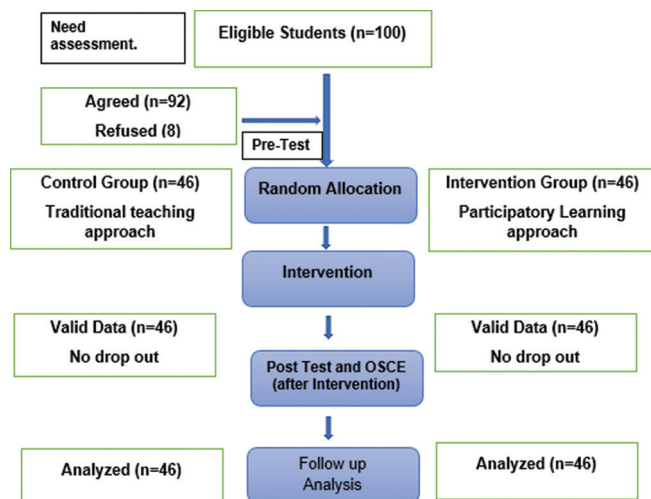 Need
assessment.
Eligible Students (n=100)
Agreed (n=92)
Refused (8)
Pre-Test
Control Group (n=46)
Traditional teaching
approach
Random Allocation
Intervention Group (n=46)
Participatory Learning
approach
Intervention
Valid Data (n=46)
No drop out
Valid Data (n=46)
No drop out
Post Test and OSCE
(after Intervention)
Analyzed (n=46)
Follow up
Analysis
Analyzed (n=46)